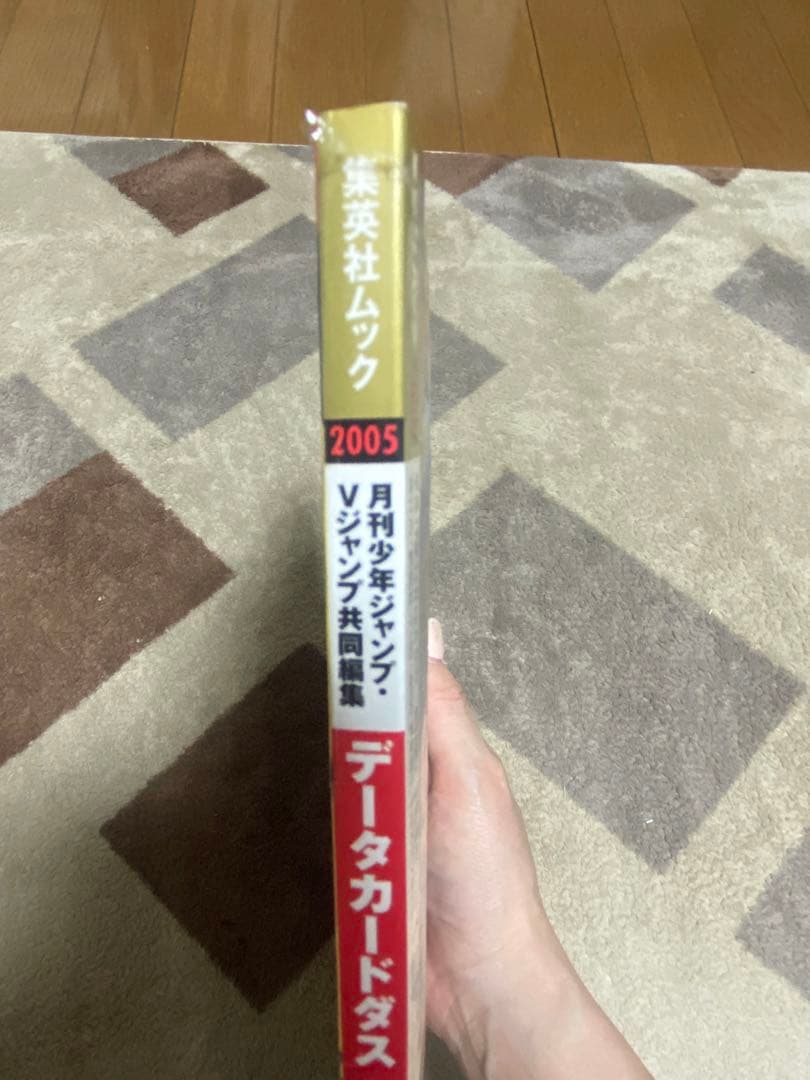 集英社ムック
2005
月刊少年ジャンプ・
Vジャンプ共同編集
データカードダス